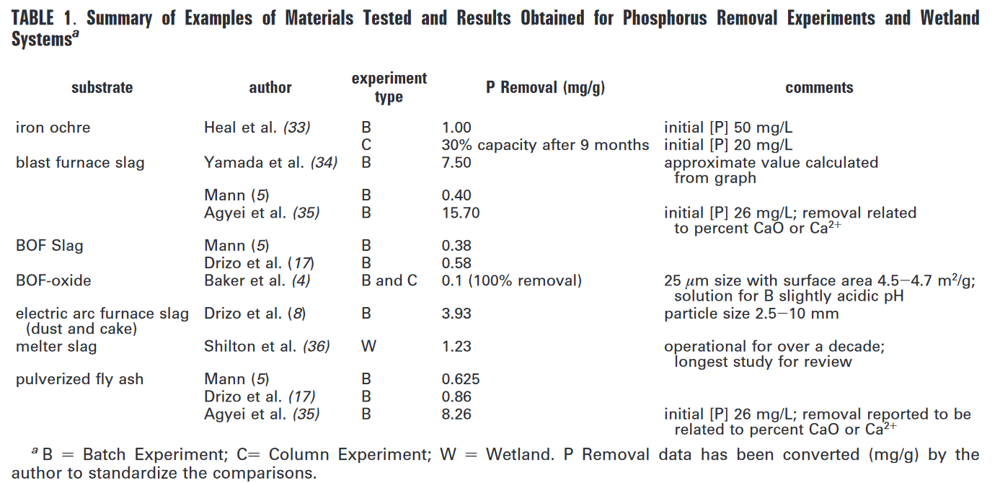 TABLE 1. Summary of Examples of Materials Tested and Results Obtained for Phosphorus Removal Experiments and Wetland
Systemsᵃ
substrate author experiment type P Removal (mg/g) comments
iron ochre Heal et al. (33) B 1.00 initial [P] 50 mg/L
C 30% capacity after 9 months initial [P] 20 mg/L
blast furnace slag Yamada et al. (34) B 7.50 approximate value calculated
from graph
Mann (5) B 0.40
Agyei et al. (35) B 15.70 initial [P] 26 mg/L; removal related
to percent CaO or Ca²⁺
BOF Slag Mann (5) B 0.38
Drizo et al. (17) B 0.58
BOF-oxide Baker et al. (4) B and C 0.1 (100% removal) 25 μm size with surface area 4.5−4.7 m²/g;
solution for B slightly acidic pH
electric arc furnace slag Drizo et al. (8) B 3.93 particle size 2.5−10 mm
(dust and cake)
melter slag Shilton et al. (36) W 1.23 operational for over a decade;
longest study for review
pulverized fly ash Mann (5) B 0.625
Drizo et al. (17) B 0.86
Agyei et al. (35) B 8.26 initial [P] 26 mg/L; removal reported to be
related to percent CaO or Ca²⁺
ᵃ B = Batch Experiment; C= Column Experiment; W = Wetland. P Removal data has been converted (mg/g) by the
author to standardize the comparisons.